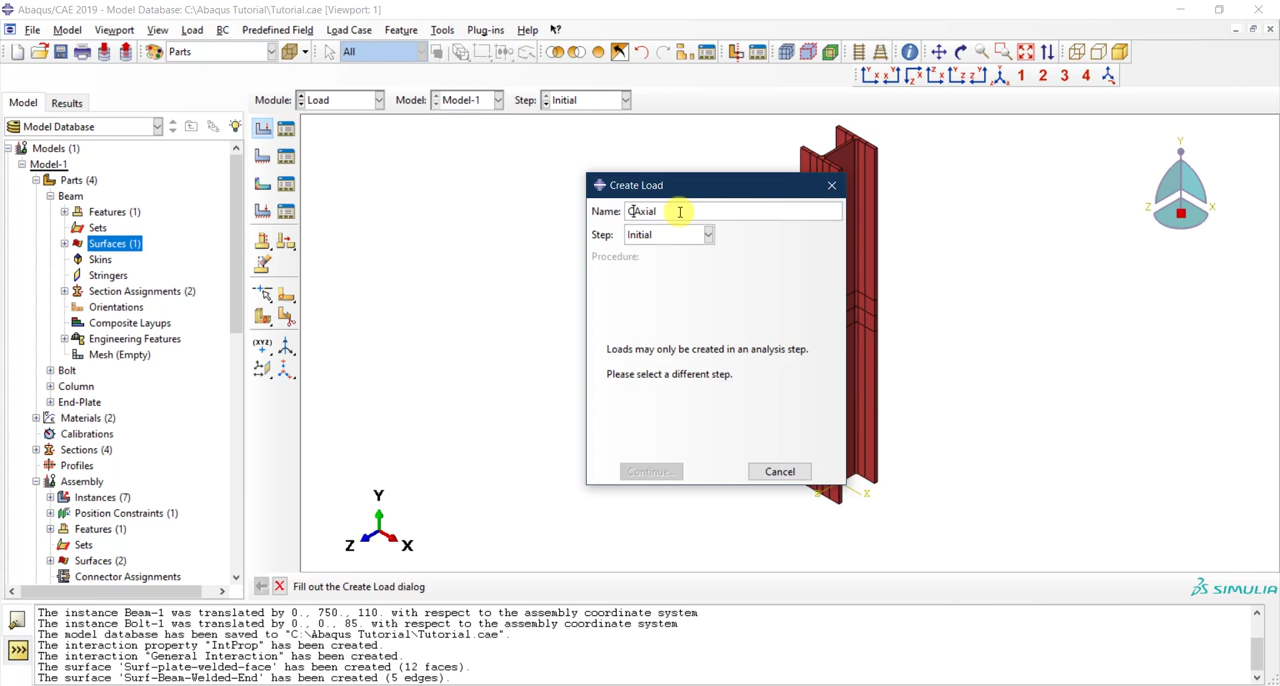 Abaqus/CAE 2019 - Model Database: C:\Abaqus Tutorial\Tutorial.cae [Viewport: 1]
File Model Viewport View Load BC Predefined Field Load Case Feature Tools Plug-ins Help
Parts All
1 2 3 4
Model Results Module: Load Model: Model-1 Step: Initial
Model Database
Models (1)
Model-1
Parts (4)
Beam
Features (1)
Sets
Surfaces (1)
Skins
Stringers
Section Assignments (2)
Orientations
Composite Layups
Engineering Features
Mesh (Empty)
Bolt
Column
End-Plate
Materials (2)
Calibrations
Sections (4)
Profiles
Assembly
Instances (7)
Position Constraints (1)
Features (1)
Sets
Surfaces (2)
Connector Assignments
(XYZ)
Create Load
Name: CAxial
Step: Initial
Procedure:
Loads may only be created in an analysis step.
Please select a different step.
Continue... Cancel
Y
Z X
Y
Z X
X
Fill out the Create Load dialog
SIMULIA
The instance Beam-1 was translated by 0., 750., 110. with respect to the assembly coordinate system
The instance Bolt-1 was translated by 0., 0., 85. with respect to the assembly coordinate system
The model database has been saved to "C:\Abaqus Tutorial\Tutorial.cae".
The interaction property "IntProp" has been created.
The interaction "General Interaction" has been created.
The surface 'Surf-plate-welded-face' has been created (12 faces).
The surface 'Surf-Beam-Welded-End' has been created (5 edges).